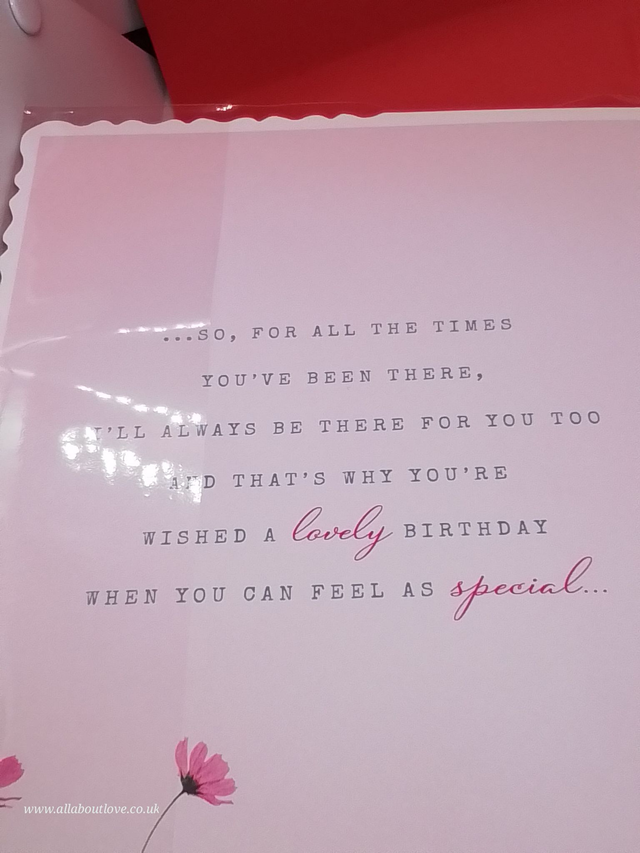 ...SO, FOR ALL THE TIMES
YOU'VE BEEN THERE,
I'LL ALWAYS BE THERE FOR YOU TOO
AND THAT'S WHY YOU'RE
WISHED A lovely BIRTHDAY
WHEN YOU CAN FEEL AS special...
www.allaboutlove.co.uk